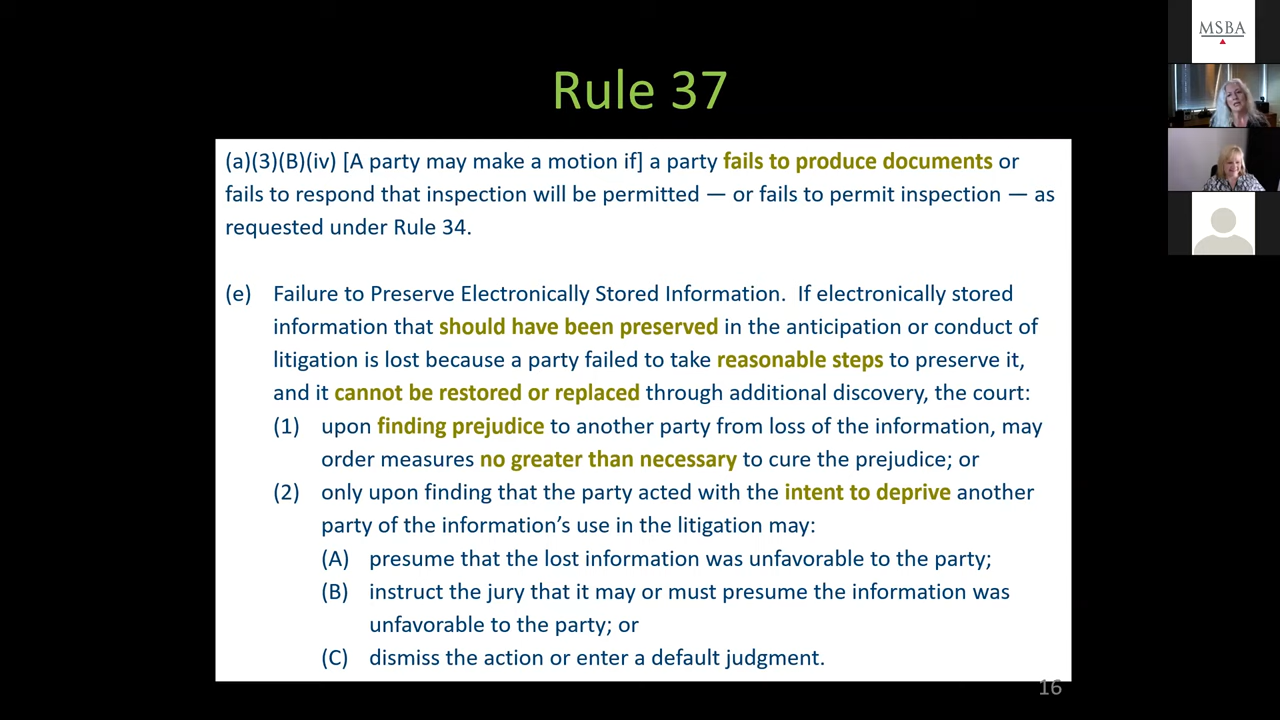 Rule 37
(a)(3)(B)(iv) [A party may make a motion if] a party fails to produce documents or
fails to respond that inspection will be permitted — or fails to permit inspection — as
requested under Rule 34.
(e) Failure to Preserve Electronically Stored Information. If electronically stored
information that should have been preserved in the anticipation or conduct of
litigation is lost because a party failed to take reasonable steps to preserve it,
and it cannot be restored or replaced through additional discovery, the court:
(1) upon finding prejudice to another party from loss of the information, may
order measures no greater than necessary to cure the prejudice; or
(2) only upon finding that the party acted with the intent to deprive another
party of the information’s use in the litigation may:
(A) presume that the lost information was unfavorable to the party;
(B) instruct the jury that it may or must presume the information was
unfavorable to the party; or
(C) dismiss the action or enter a default judgment.
16
MSBA